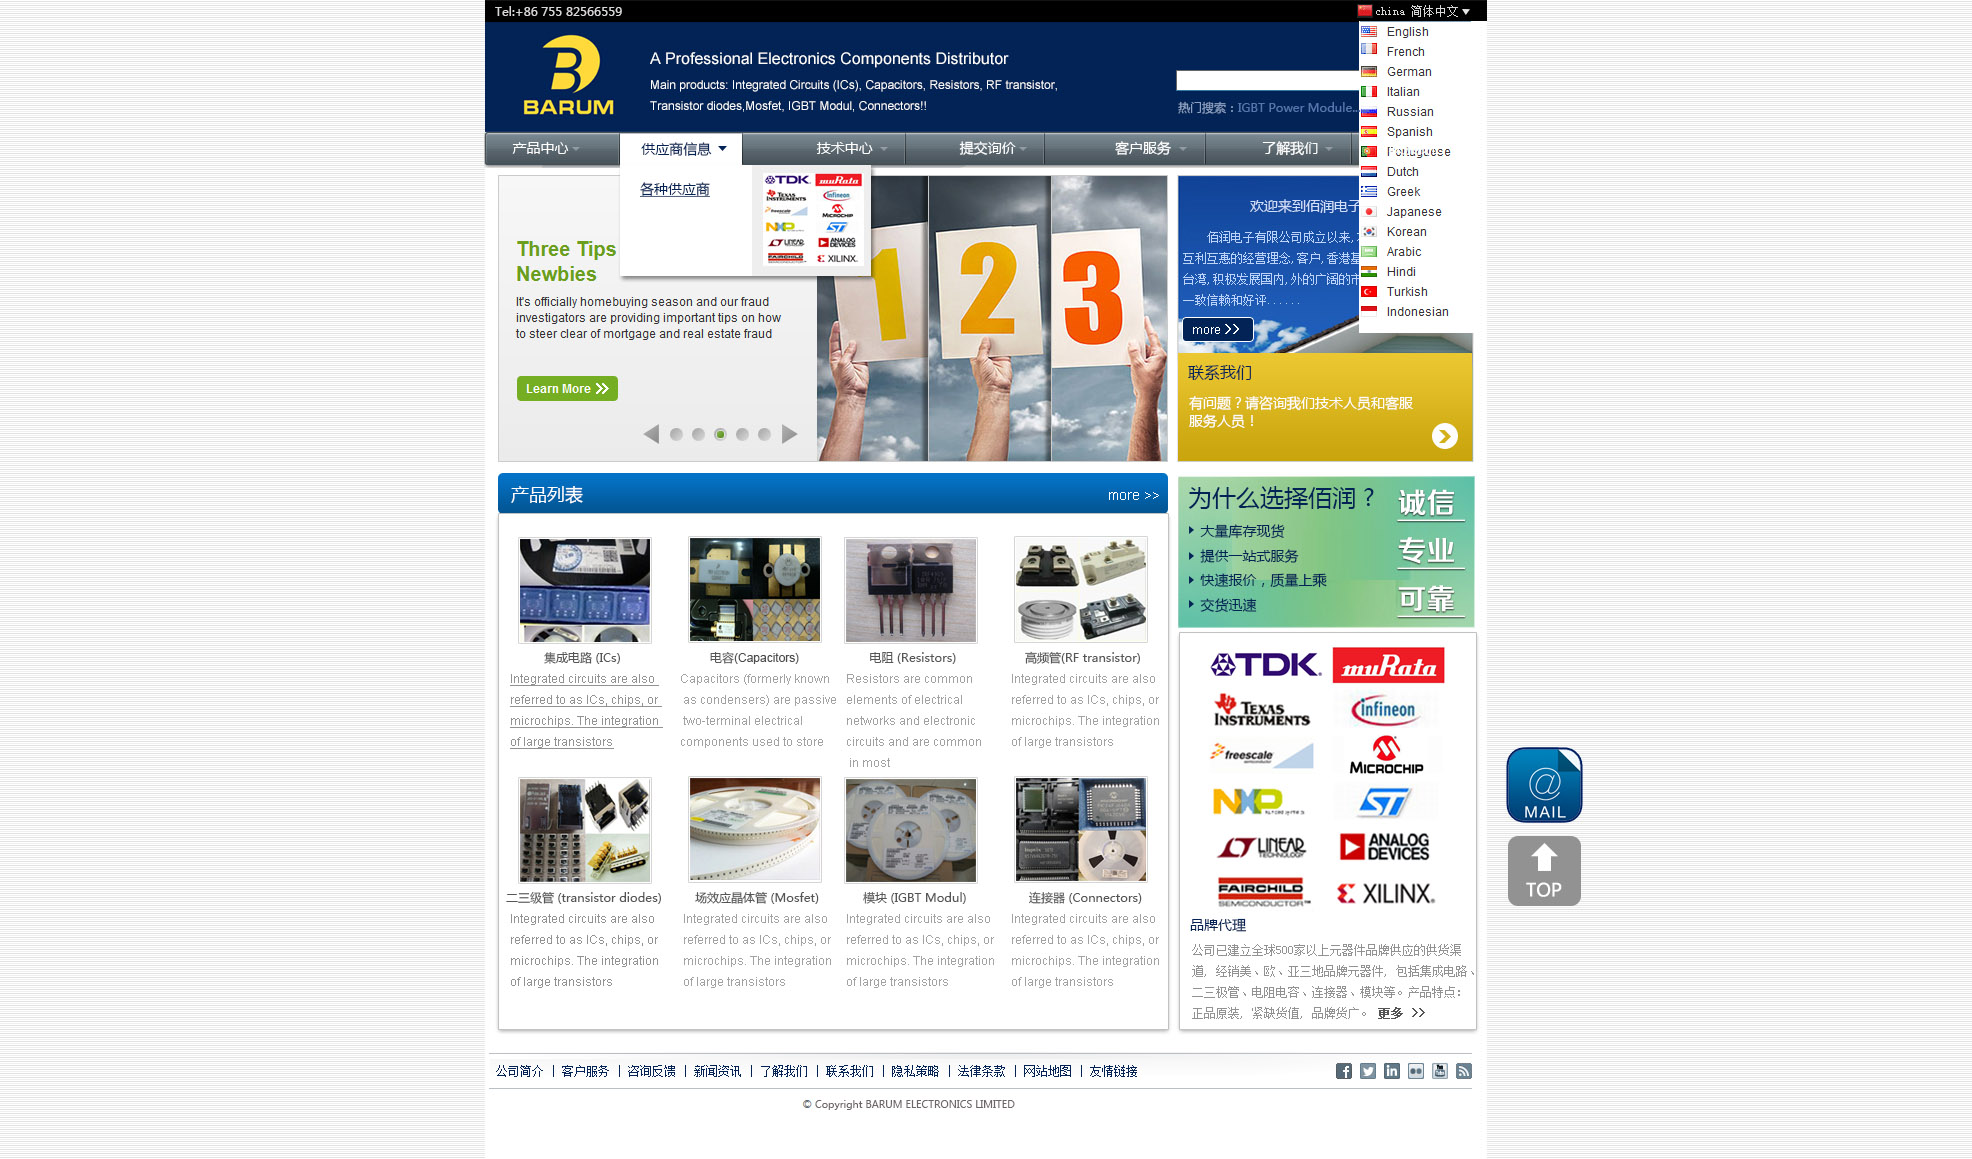 Tel:+86 755 82566559
china 简体中文
English
French
German
Italian
Russian
Spanish
Portuguese
Dutch
Greek
Japanese
Korean
Arabic
Hindi
Turkish
Indonesian
BARUM
A Professional Electronics Components Distributor
Main products: Integrated Circuits (ICs), Capacitors, Resistors, RF transistor,
Transistor diodes,Mosfet, IGBT Modul, Connectors!!
热门搜索：IGBT Power Module..
产品中心
供应商信息
技术中心
提交询价
客户服务
了解我们
各种供应商
TDK muRata
TEXAS INSTRUMENTS infineon
freescale MICROCHIP
NXP ST
LINEAR ANALOG DEVICES
FAIRCHILD XILINX
Three Tips
Newbies
It's officially homebuying season and our fraud
investigators are providing important tips on how
to steer clear of mortgage and real estate fraud
Learn More
1 2 3
欢迎来到佰润电子
佰润电子有限公司成立以来,
互利互惠的经营理念,客户,香港基
台湾,积极发展国内,外的广阔的市
一致信赖和好评......
more
联系我们
有问题？请咨询我们技术人员和客服
服务人员！
产品列表
more >>
集成电路 (ICs)
Integrated circuits are also
referred to as ICs, chips, or
microchips. The integration
of large transistors
电容(Capacitors)
Capacitors (formerly known
as condensers) are passive
two-terminal electrical
components used to store
电阻 (Resistors)
Resistors are common
elements of electrical
networks and electronic
circuits and are common
in most
高频管(RF transistor)
Integrated circuits are also
referred to as ICs, chips, or
microchips. The integration
of large transistors
二三级管 (transistor diodes)
Integrated circuits are also
referred to as ICs, chips, or
microchips. The integration
of large transistors
场效应晶体管 (Mosfet)
Integrated circuits are also
referred to as ICs, chips, or
microchips. The integration
of large transistors
模块 (IGBT Modul)
Integrated circuits are also
referred to as ICs, chips, or
microchips. The integration
of large transistors
连接器 (Connectors)
Integrated circuits are also
referred to as ICs, chips, or
microchips. The integration
of large transistors
为什么选择佰润？
大量库存现货
提供一站式服务
快速报价，质量上乘
交货迅速
诚信
专业
可靠
TDK. muRata
TEXAS INSTRUMENTS infineon
freescale semiconductor MICROCHIP
NXP ST
LINEAR TECHNOLOGY ANALOG DEVICES
FAIRCHILD SEMICONDUCTOR XILINX
品牌代理
公司已建立全球500家以上元器件品牌供应的供货渠
道，经销美、欧、亚三地品牌元器件，包括集成电路、
二三极管、电阻电容、连接器、模块等。产品特点：
正品原装，紧缺货值，品牌货广。 更多 >>
@
MAIL
TOP
公司简介 | 客户服务 | 咨询反馈 | 新闻资讯 | 了解我们 | 联系我们 | 隐私策略 | 法律条款 | 网站地图 | 友情链接
© Copyright BARUM ELECTRONICS LIMITED